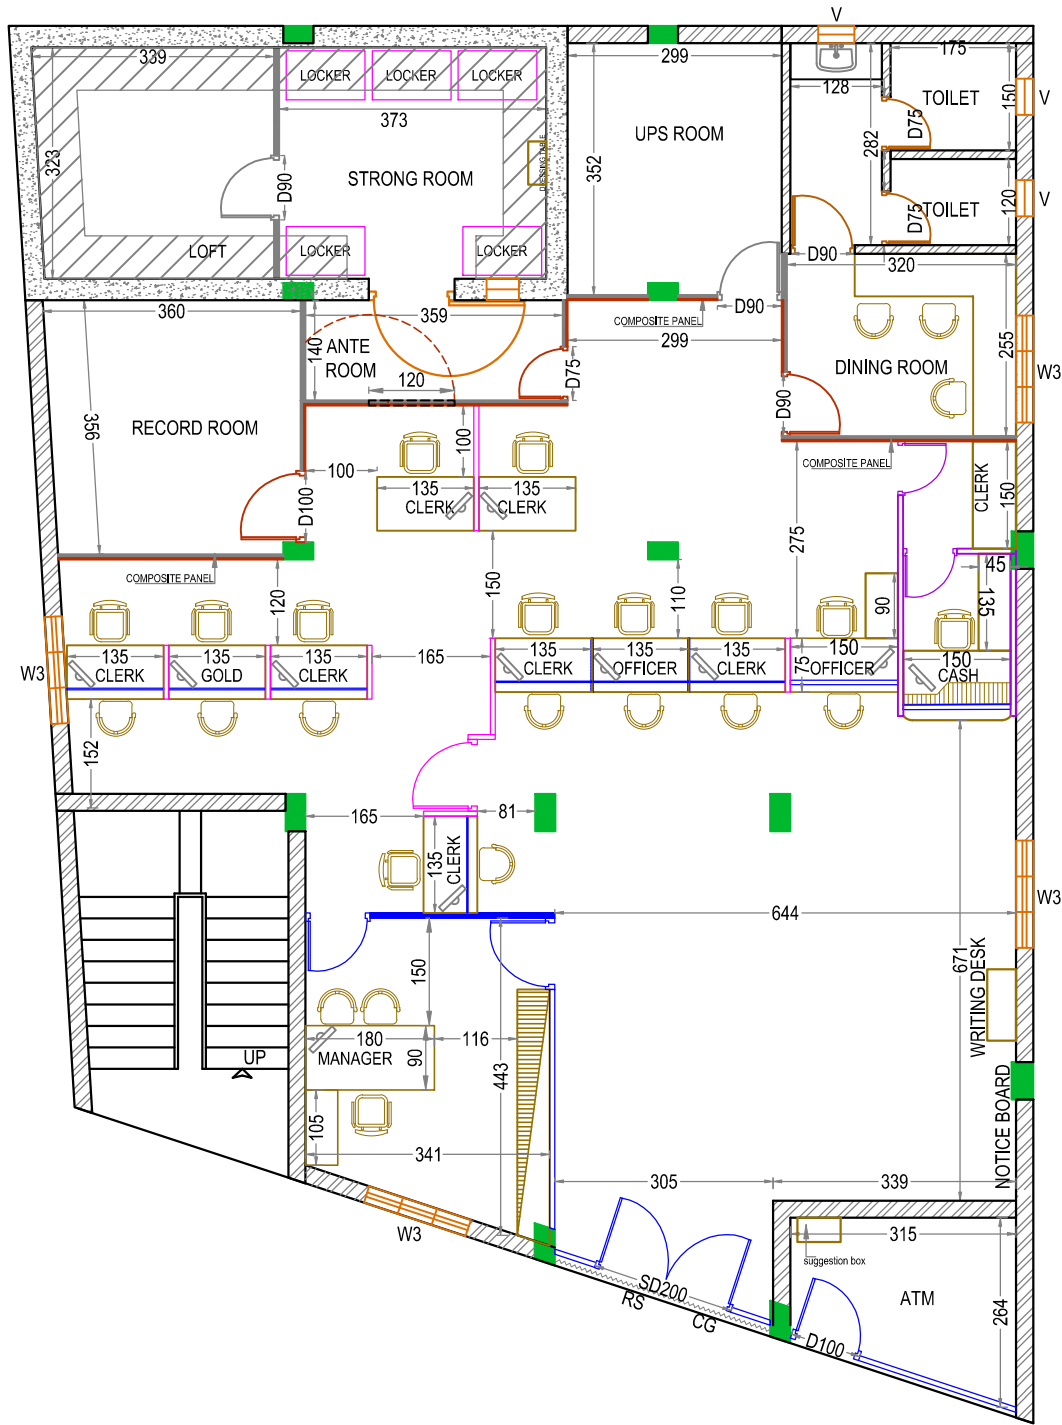 V
339
LOCKER
LOCKER
LOCKER
299
175
128
TOILET
150
V
373
D75
UPS ROOM
282
323
352
DRESSING TABLE
D90
STRONG ROOM
V
D75
TOILET
120
LOFT
LOCKER
LOCKER
D90
320
360
359
COMPOSITE PANEL
D90
140
ANTE
ROOM
299
255
DINING ROOM
W3
120
D75
D90
356
RECORD ROOM
100
100
COMPOSITE PANEL
135
CLERK
135
CLERK
D100
CLERK
150
275
COMPOSITE PANEL
120
150
110
90
45
135
135
CLERK
135
GOLD
135
CLERK
165
135
CLERK
135
OFFICER
135
CLERK
75
150
OFFICER
150
CASH
W3
152
165
81
135
CLERK
W3
644
671
150
WRITING DESK
UP
180
MANAGER
116
90
443
NOTICE BOARD
105
341
305
339
W3
315
suggestion box
SD200
RS
CG
ATM
264
D100